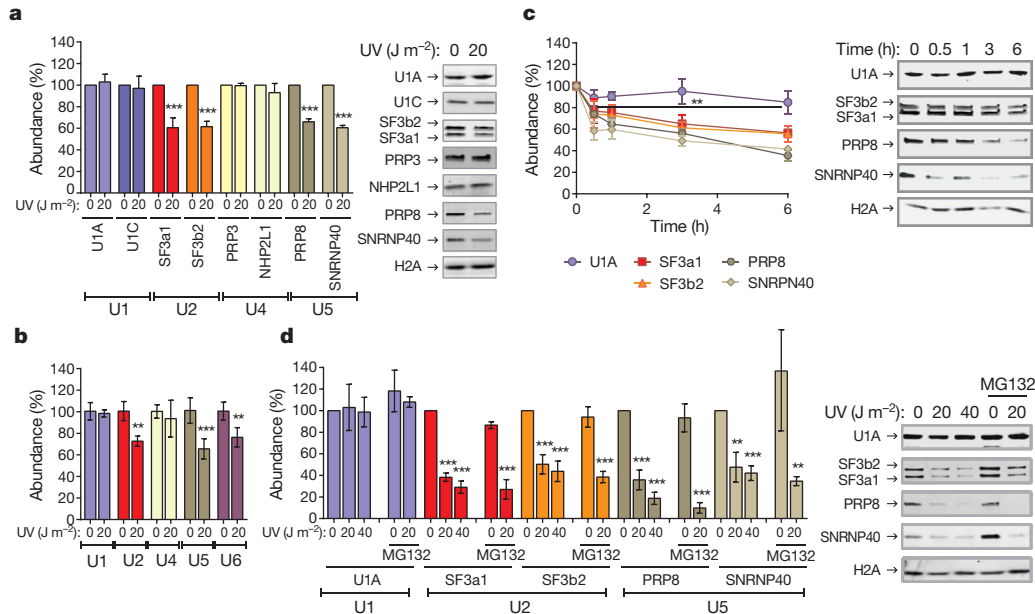 a
140
120
100
80
60
40
20
0
Abundance (%)
*** *** *** ***
UV (J m⁻²): 0 20 0 20 0 20 0 20 0 20 0 20 0 20 0 20
U1A U1C SF3a1 SF3b2 PRP3 NHP2L1 PRP8 SNRNP40
U1 U2 U4 U5
UV (J m⁻²) 0 20
U1A →
U1C →
SF3b2 →
SF3a1 →
PRP3 →
NHP2L1 →
PRP8 →
SNRNP40 →
H2A →
c
140
120
100
80
60
40
20
0
Abundance (%)
**
0 2 4 6
Time (h)
U1A SF3a1 PRP8
SF3b2 SNRPN40
Time (h) 0 0.5 1 3 6
U1A →
SF3b2 →
SF3a1 →
PRP8 →
SNRNP40 →
H2A →
b
140
120
100
80
60
40
20
0
Abundance (%)
** *** **
UV (J m⁻²): 0 20 0 20 0 20 0 20 0 20
U1 U2 U4 U5 U6
d
140
120
100
80
60
40
20
0
Abundance (%)
*** *** *** *** *** *** *** *** *** ** *** **
UV (J m⁻²): 0 20 40 0 20 0 20 40 0 20 0 20 40 0 20 0 20 40 0 20 0 20 40 0 20
MG132 MG132 MG132 MG132 MG132
U1A SF3a1 SF3b2 PRP8 SNRNP40
U1 U2 U5
MG132
UV (J m⁻²): 0 20 40 0 20
U1A →
SF3b2 →
SF3a1 →
PRP8 →
SNRNP40 →
H2A →